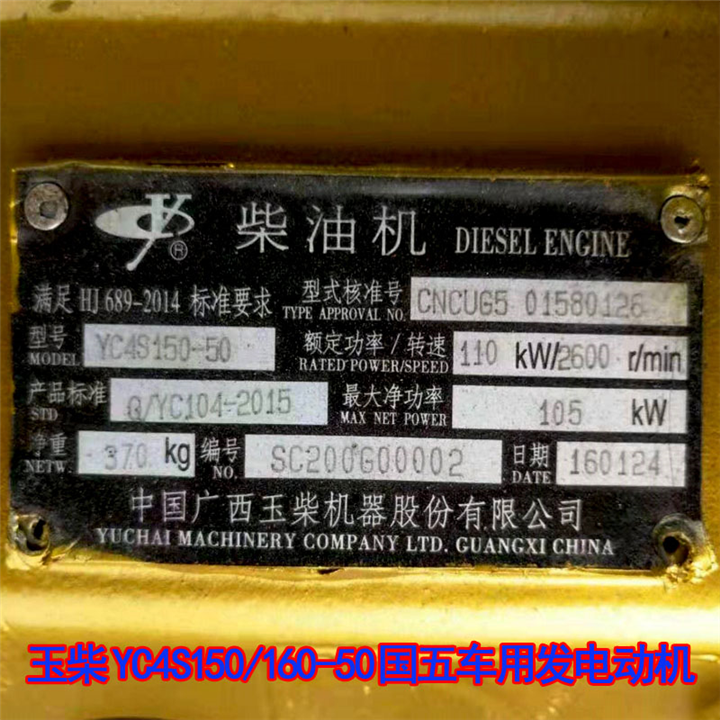 柴油机 DIESEL ENGINE
满足 HJ 689-2014 标准要求 型式核准号 TYPE APPROVAL NO. CNCUG5 01580126
型号 MODEL YC4S150-50 额定功率/转速 RATED POWER/SPEED 110 kW/2600 r/min
产品标准 STD Q/YC104-2015 最大净功率 MAX NET POWER 105 kW
净重 NETW. 370 kg 编号 NO. SC200G00002 日期 DATE 160124
中国广西玉柴机器股份有限公司
YUCHAI MACHINERY COMPANY LTD. GUANGXI CHINA
玉柴YC4S150/160-50国五车用发电动机